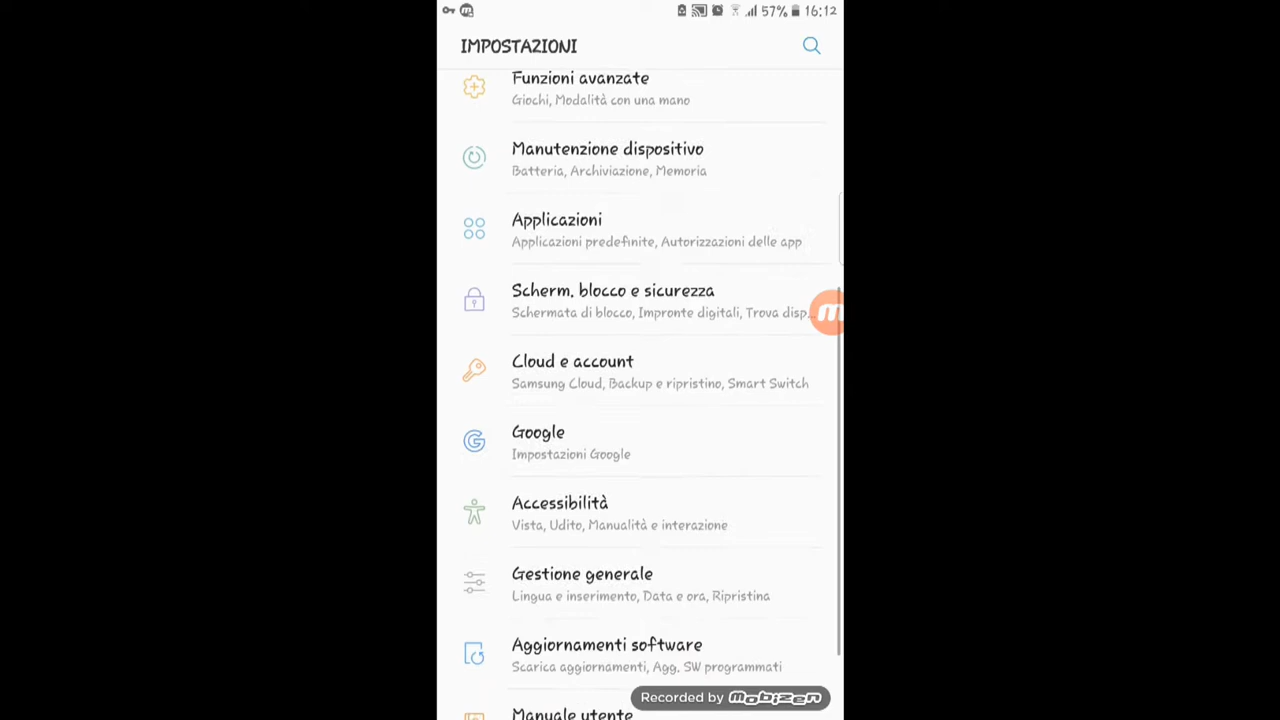 57% 16:12
IMPOSTAZIONI
Funzioni avanzate
Giochi, Modalità con una mano
Manutenzione dispositivo
Batteria, Archiviazione, Memoria
Applicazioni
Applicazioni predefinite, Autorizzazioni delle app
Scherm. blocco e sicurezza
Schermata di blocco, Impronte digitali, Trova disp...
Cloud e account
Samsung Cloud, Backup e ripristino, Smart Switch
Google
Impostazioni Google
Accessibilità
Vista, Udito, Manualità e interazione
Gestione generale
Lingua e inserimento, Data e ora, Ripristina
Aggiornamenti software
Scarica aggiornamenti, Agg. SW programmati
Recorded by mobizen
Manuale utente